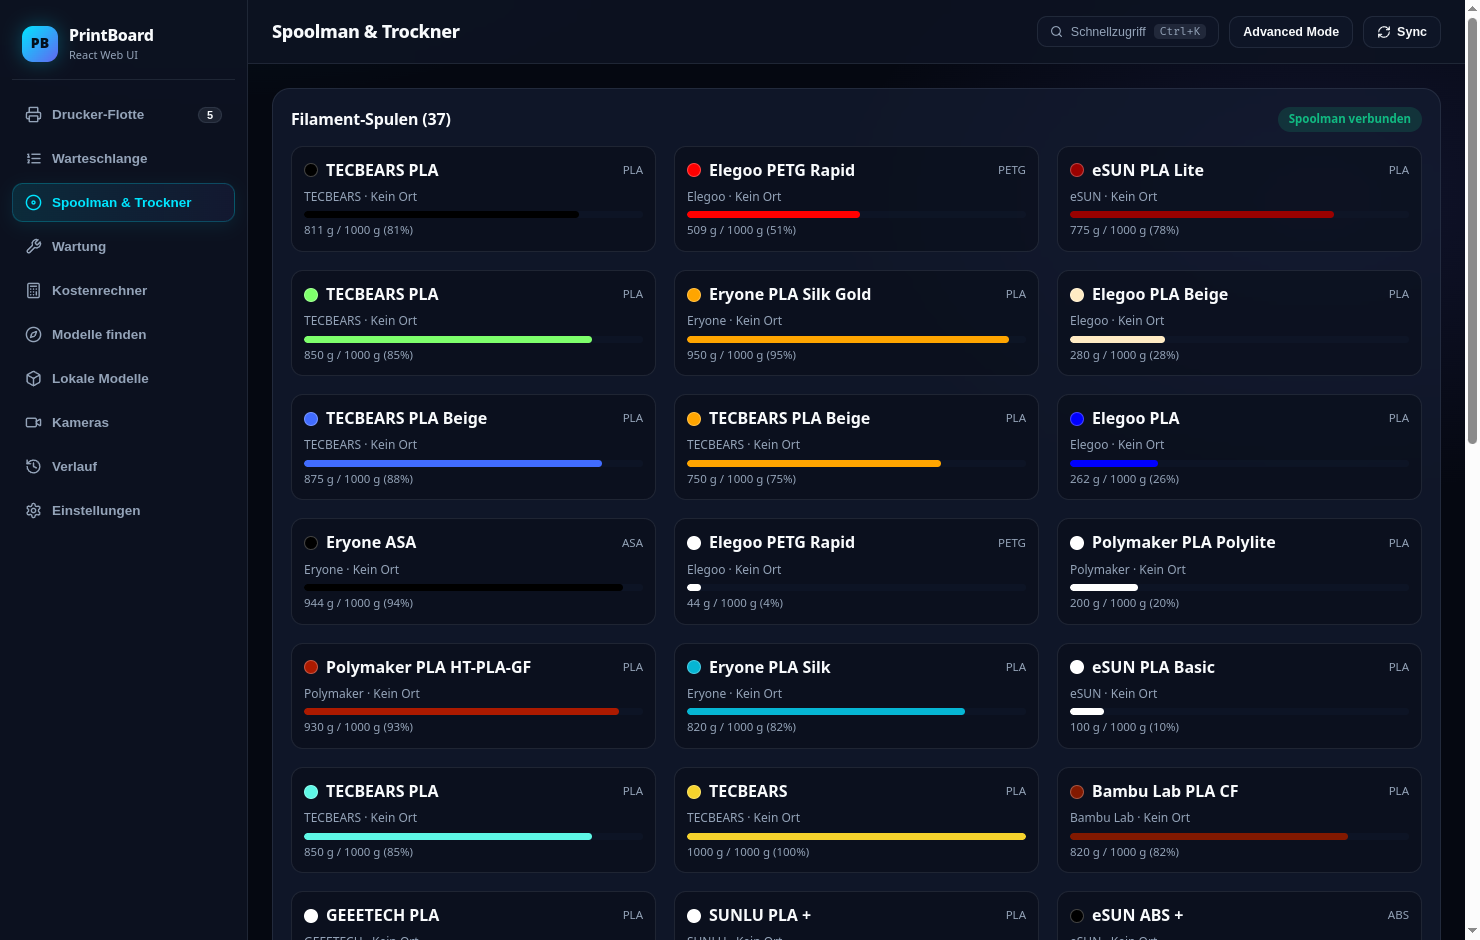 PB
PrintBoard
React Web UI
Drucker-Flotte 5
Warteschlange
Spoolman & Trockner
Wartung
Kostenrechner
Modelle finden
Lokale Modelle
Kameras
Verlauf
Einstellungen
Spoolman & Trockner
Schnellzugriff Ctrl+K
Advanced Mode
Sync
Filament-Spulen (37)
Spoolman verbunden
TECBEARS PLA PLA
TECBEARS · Kein Ort
811 g / 1000 g (81%)
Elegoo PETG Rapid PETG
Elegoo · Kein Ort
509 g / 1000 g (51%)
eSUN PLA Lite PLA
eSUN · Kein Ort
775 g / 1000 g (78%)
TECBEARS PLA PLA
TECBEARS · Kein Ort
850 g / 1000 g (85%)
Eryone PLA Silk Gold PLA
Eryone · Kein Ort
950 g / 1000 g (95%)
Elegoo PLA Beige PLA
Elegoo · Kein Ort
280 g / 1000 g (28%)
TECBEARS PLA Beige PLA
TECBEARS · Kein Ort
875 g / 1000 g (88%)
TECBEARS PLA Beige PLA
TECBEARS · Kein Ort
750 g / 1000 g (75%)
Elegoo PLA PLA
Elegoo · Kein Ort
262 g / 1000 g (26%)
Eryone ASA ASA
Eryone · Kein Ort
944 g / 1000 g (94%)
Elegoo PETG Rapid PETG
Elegoo · Kein Ort
44 g / 1000 g (4%)
Polymaker PLA Polylite PLA
Polymaker · Kein Ort
200 g / 1000 g (20%)
Polymaker PLA HT-PLA-GF PLA
Polymaker · Kein Ort
930 g / 1000 g (93%)
Eryone PLA Silk PLA
Eryone · Kein Ort
820 g / 1000 g (82%)
eSUN PLA Basic PLA
eSUN · Kein Ort
100 g / 1000 g (10%)
TECBEARS PLA PLA
TECBEARS · Kein Ort
850 g / 1000 g (85%)
TECBEARS PLA
TECBEARS · Kein Ort
1000 g / 1000 g (100%)
Bambu Lab PLA CF PLA
Bambu Lab · Kein Ort
820 g / 1000 g (82%)
GEEETECH PLA PLA
GEEETECH · Kein Ort
SUNLU PLA + PLA
SUNLU · Kein Ort
eSUN ABS + ABS
eSUN · Kein Ort